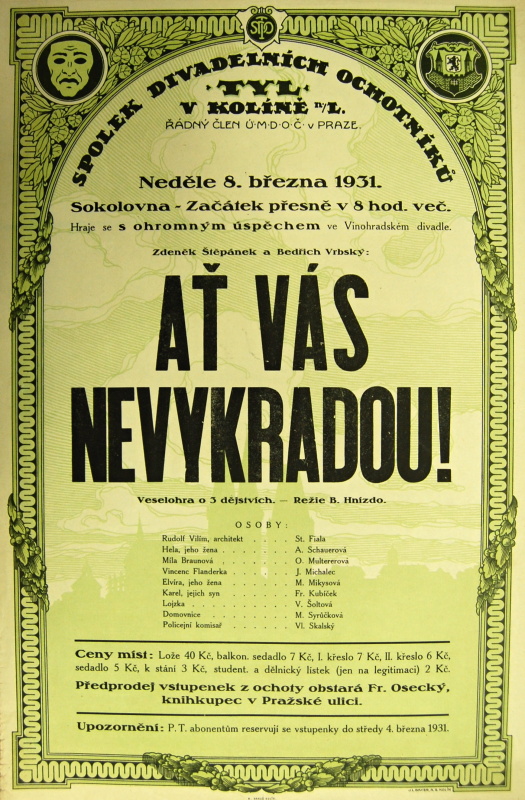 SPOLEK DIVADELNÍCH OCHOTNÍKŮ
"TYL"
V KOLÍNĚ n/L.
ŘÁDNÝ ČLEN Ú·M·D·O·Č· V PRAZE.
Neděle 8. března 1931.
Sokolovna - Začátek přesně v 8 hod. več.
Hraje se s ohromným úspěchem ve Vinohradském divadle.
Zdeněk Štěpánek a Bedřich Vrbský:
AŤ VÁS
NEVYKRADOU!
Veselohra o 3 dějstvích. — Režie B. Hnízdo.
OSOBY:
Rudolf Vilím, architekt . . . . St. Fiala
Hela, jeho žena . . . . . . . A. Schauerová
Míla Braunová . . . . . . . O. Multererová
Vincenc Flanderka . . . . . . J. Michalec
Elvíra, jeho žena . . . . . . . M. Mikysová
Karel, jejich syn . . . . . . . Fr. Kubíček
Lojzka . . . . . . . . . . V. Šoltová
Domovnice . . . . . . . . . M. Syrůčková
Policejní komisař . . . . . . . Vl. Skalský
Ceny míst: Lože 40 Kč, balkon. sedadlo 7 Kč, I. křeslo 7 Kč, II. křeslo 6 Kč,
sedadlo 5 Kč, k stání 3 Kč, student. a dělnický lístek (jen na legitimaci) 2 Kč.
Předprodej vstupenek z ochoty obstará Fr. Osecký,
knihkupec v Pražské ulici.
Upozornění: P. T. abonentům reservují se vstupenky do středy 4. března 1931.